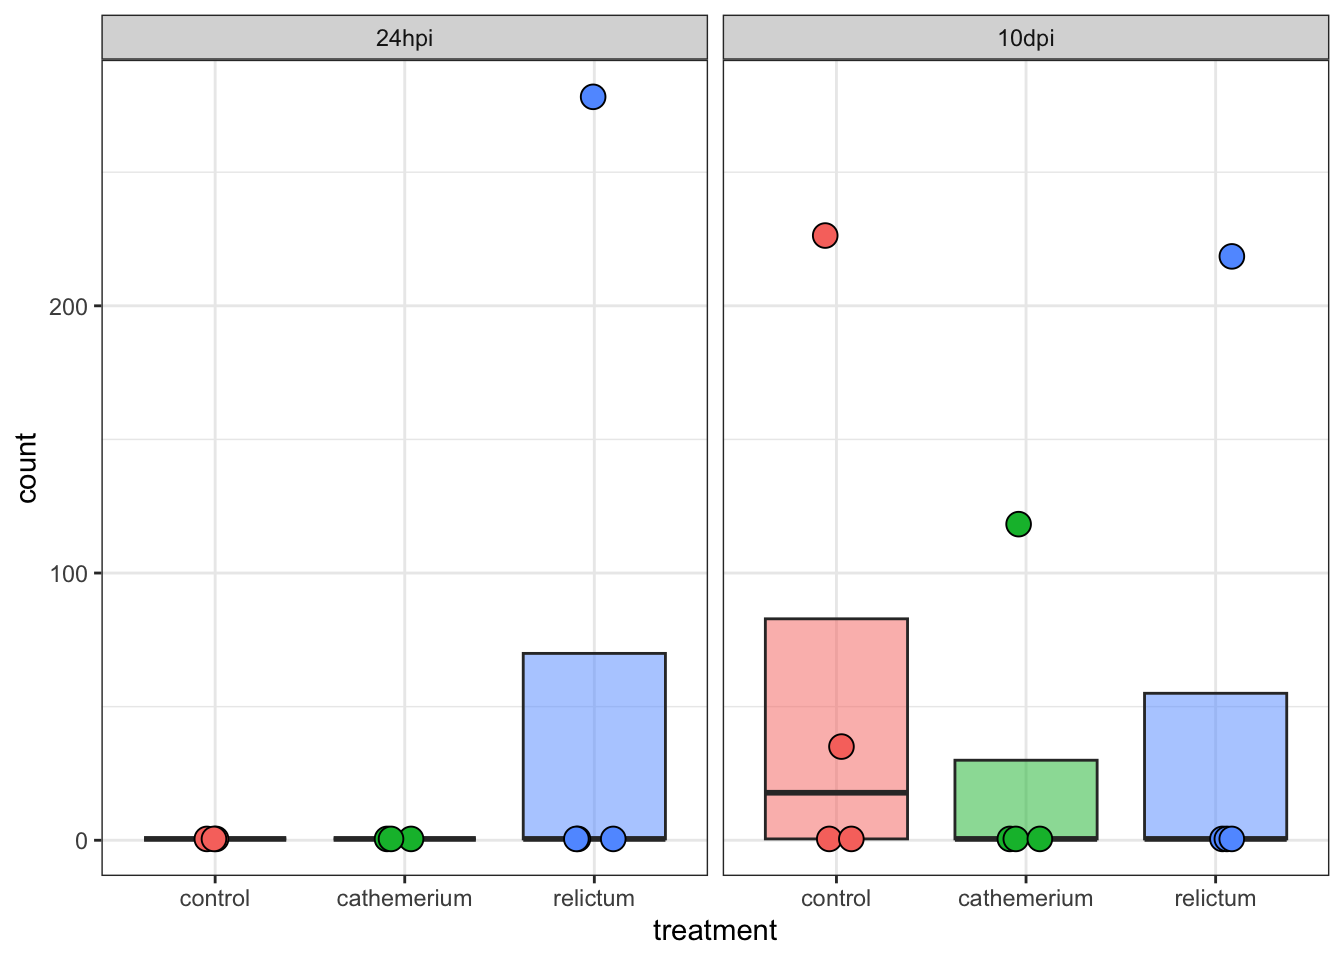 24hpi
10dpi
count
200
100
0
control
cathemerium
relictum
control
cathemerium
relictum
treatment